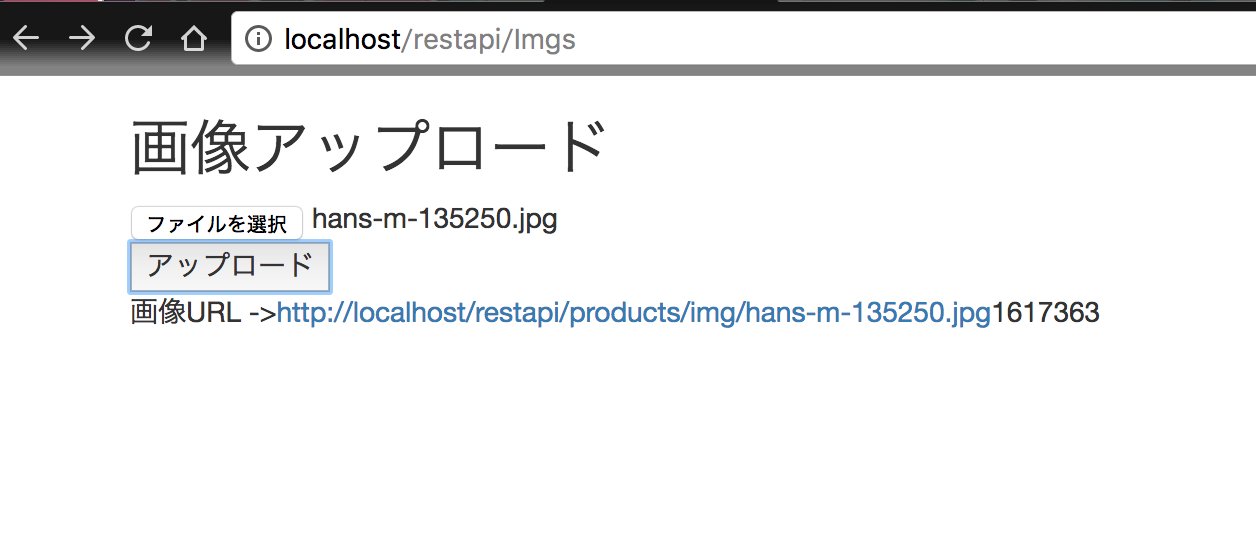 localhost/restapi/Imgs
画像アップロード
ファイルを選択 hans-m-135250.jpg
アップロード
画像URL ->http://localhost/restapi/products/img/hans-m-135250.jpg1617363